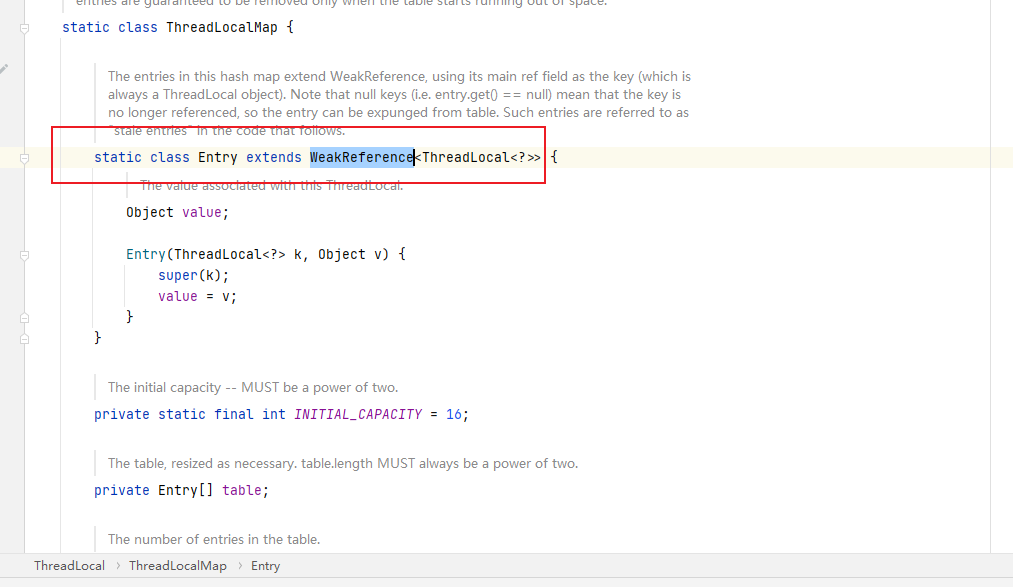 entries are guaranteed to be removed only when the table starts running out of space.
static class ThreadLocalMap {
The entries in this hash map extend WeakReference, using its main ref field as the key (which is
always a ThreadLocal object). Note that null keys (i.e. entry.get() == null) mean that the key is
no longer referenced, so the entry can be expunged from table. Such entries are referred to as
"stale entries" in the code that follows.
static class Entry extends WeakReference<ThreadLocal<?>> {
The value associated with this ThreadLocal.
Object value;
Entry(ThreadLocal<?> k, Object v) {
super(k);
value = v;
}
}
The initial capacity -- MUST be a power of two.
private static final int INITIAL_CAPACITY = 16;
The table, resized as necessary. table.length MUST always be a power of two.
private Entry[] table;
The number of entries in the table.
ThreadLocal › ThreadLocalMap › Entry